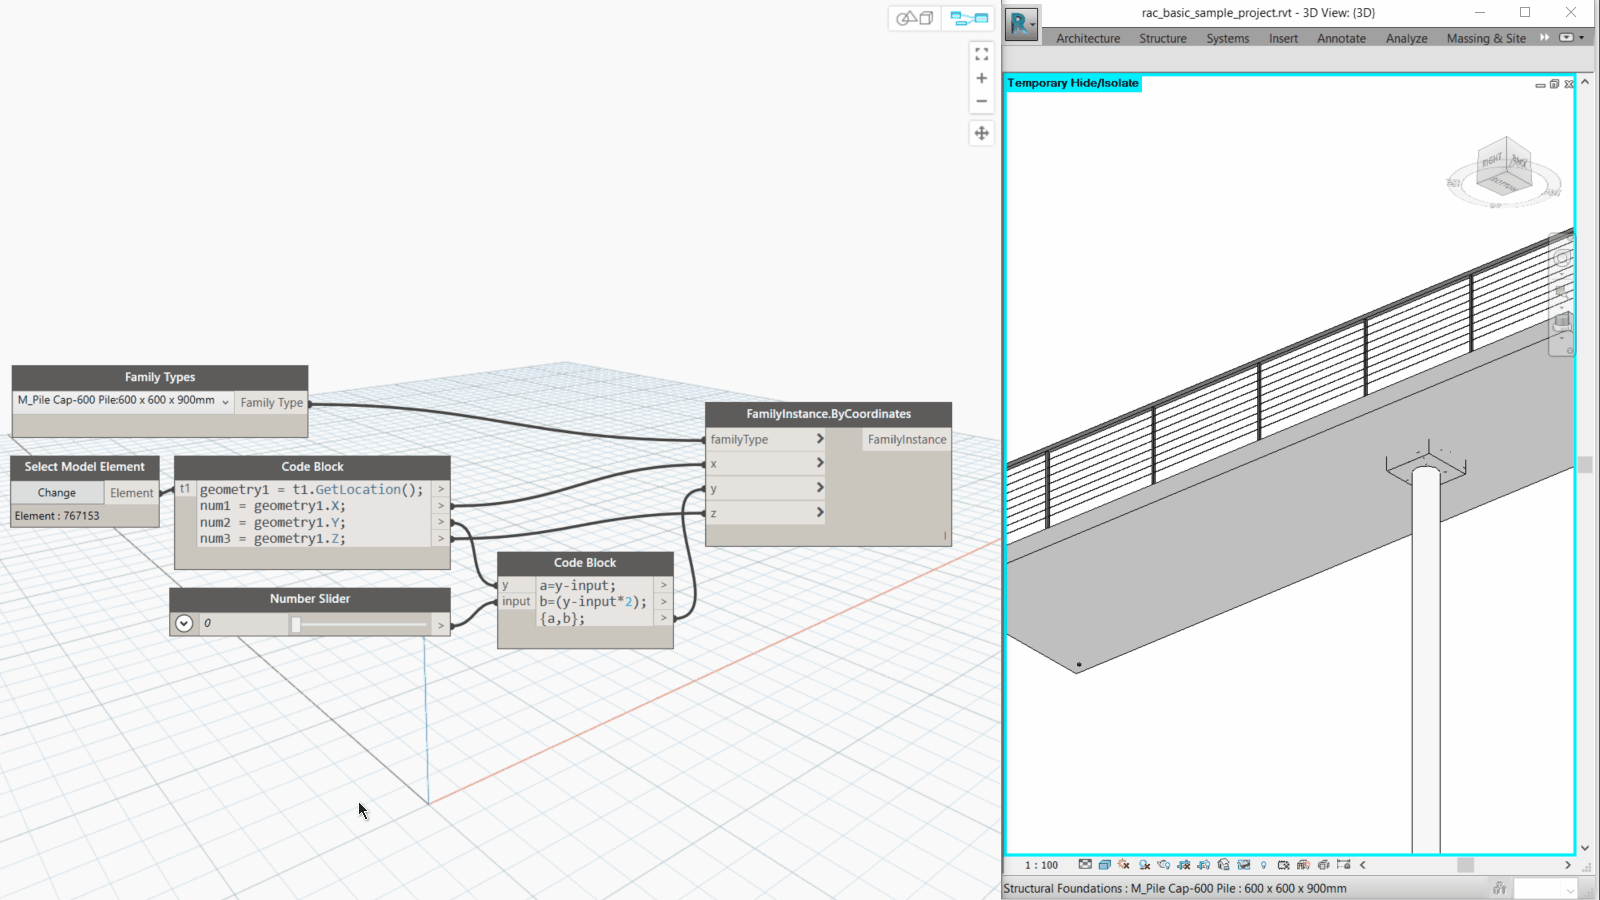 rac_basic_sample_project.rvt - 3D View: {3D}
R
Architecture Structure Systems Insert Annotate Analyze Massing & Site
Temporary Hide/Isolate
RIGHT
BOTTOM
Family Types
M_Pile Cap-600 Pile:600 x 600 x 900mm
Family Type
Select Model Element
Change
Element
Element : 767153
Code Block
t1
geometry1 = t1.GetLocation(); >
num1 = geometry1.X; >
num2 = geometry1.Y; >
num3 = geometry1.Z; >
Number Slider
0 >
Code Block
y a=y-input; >
input b=(y-input*2); >
{a,b}; >
FamilyInstance.ByCoordinates
familyType > FamilyInstance
x >
y >
z >
l
1 : 100
Structural Foundations : M_Pile Cap-600 Pile : 600 x 600 x 900mm